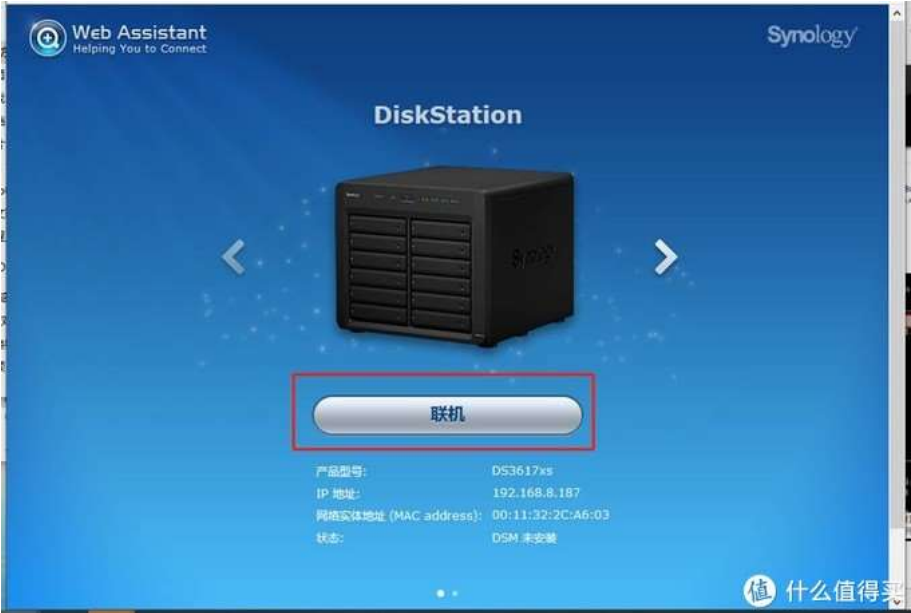 Web Assistant
Helping You to Connect
Synology
DiskStation
Synology
联机
产品型号: DS3617xs
IP 地址: 192.168.8.187
网络实体地址 (MAC address): 00:11:32:2C:A6:03
状态: DSM 未安装
值 什么值得买